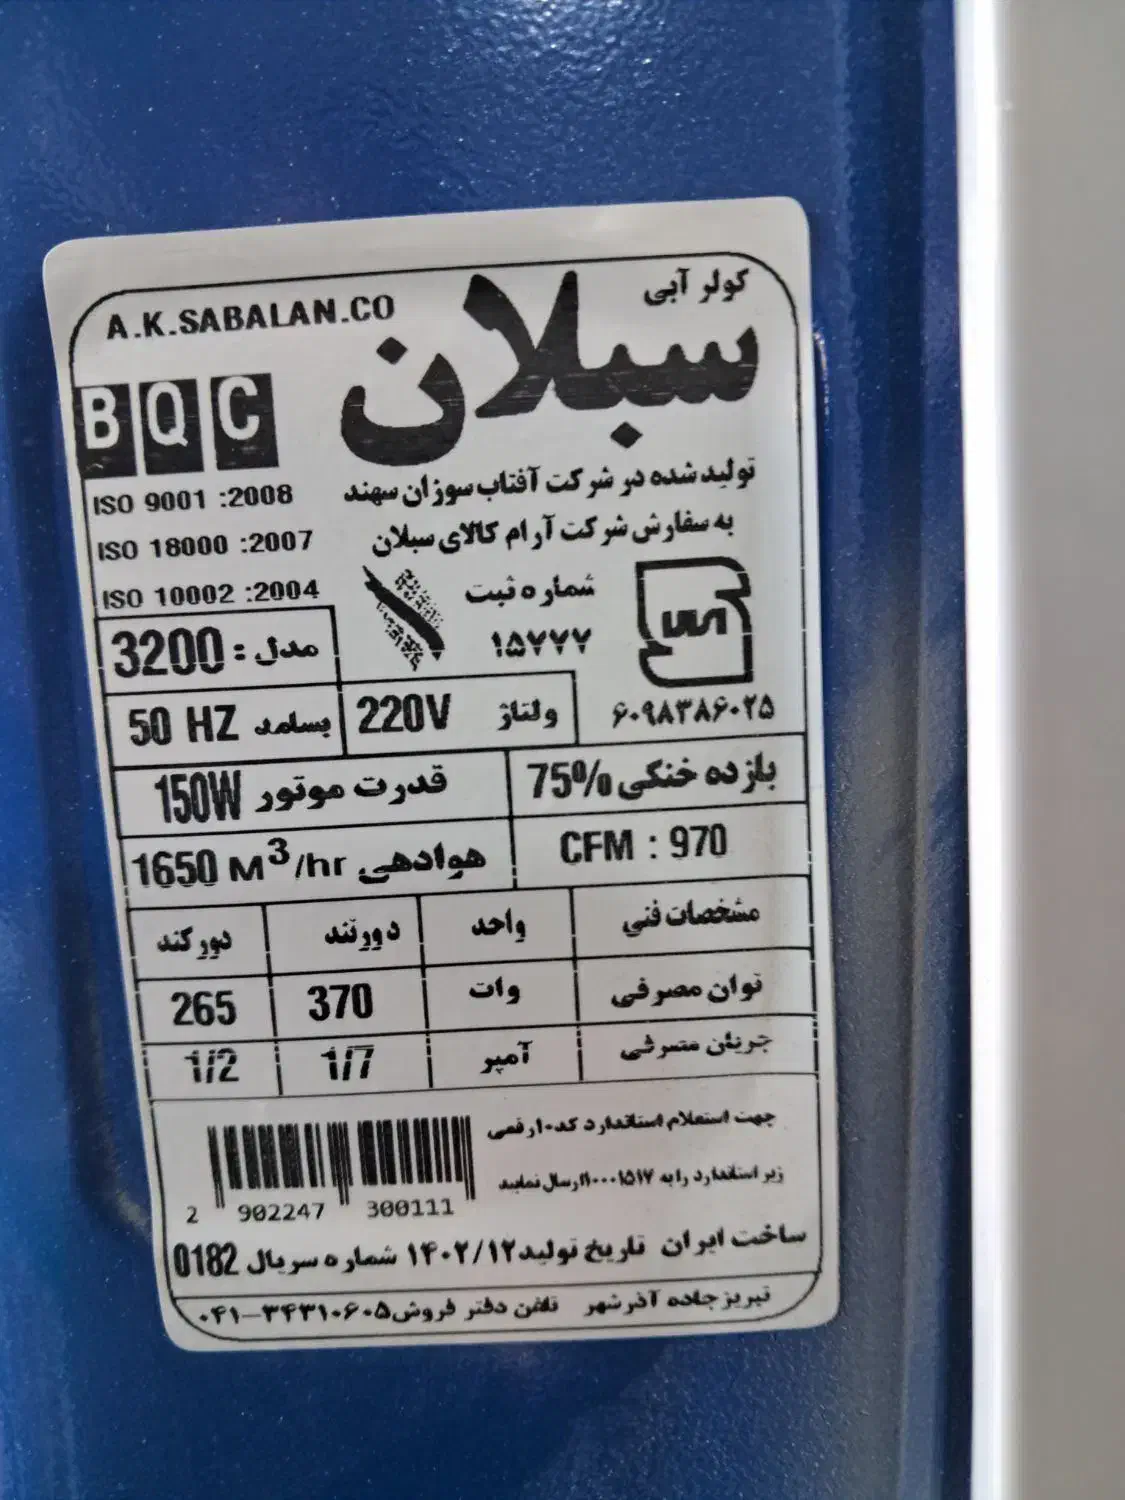 کولر آبی
A.K.SABALAN.CO
سبلان
BQC
تولید شده در شرکت آفتاب سوزان سهند
به سفارش شرکت آرام کالای سبلان
ISO 9001 :2008
ISO 18000 :2007
ISO 10002 :2004
شماره ثبت
۱۵۷۷۷
۶۰۹۸۳۸۶۰۲۵
مدل : 3200
ولتاژ 220V
بسامد 50 HZ
بازده خنکی 75%
قدرت موتور 150W
CFM : 970
هوادهی 1650 M³/hr
مشخصات فنی واحد دور تند دور کند
توان مصرفی وات 370 265
جریان مصرفی آمپر 1/7 1/2
جهت استعلام استاندارد کد ۱۰ رقمی
زیر استاندارد را به ۱۰۰۰۱۵۱۷ ارسال نمایید
2 902247 300111
ساخت ایران تاریخ تولید ۱۴۰۲/۱۲ شماره سریال 0182
تبریز جاده آذرشهر تلفن دفتر فروش ۰۴۱-۳۴۳۱۰۶۰۵